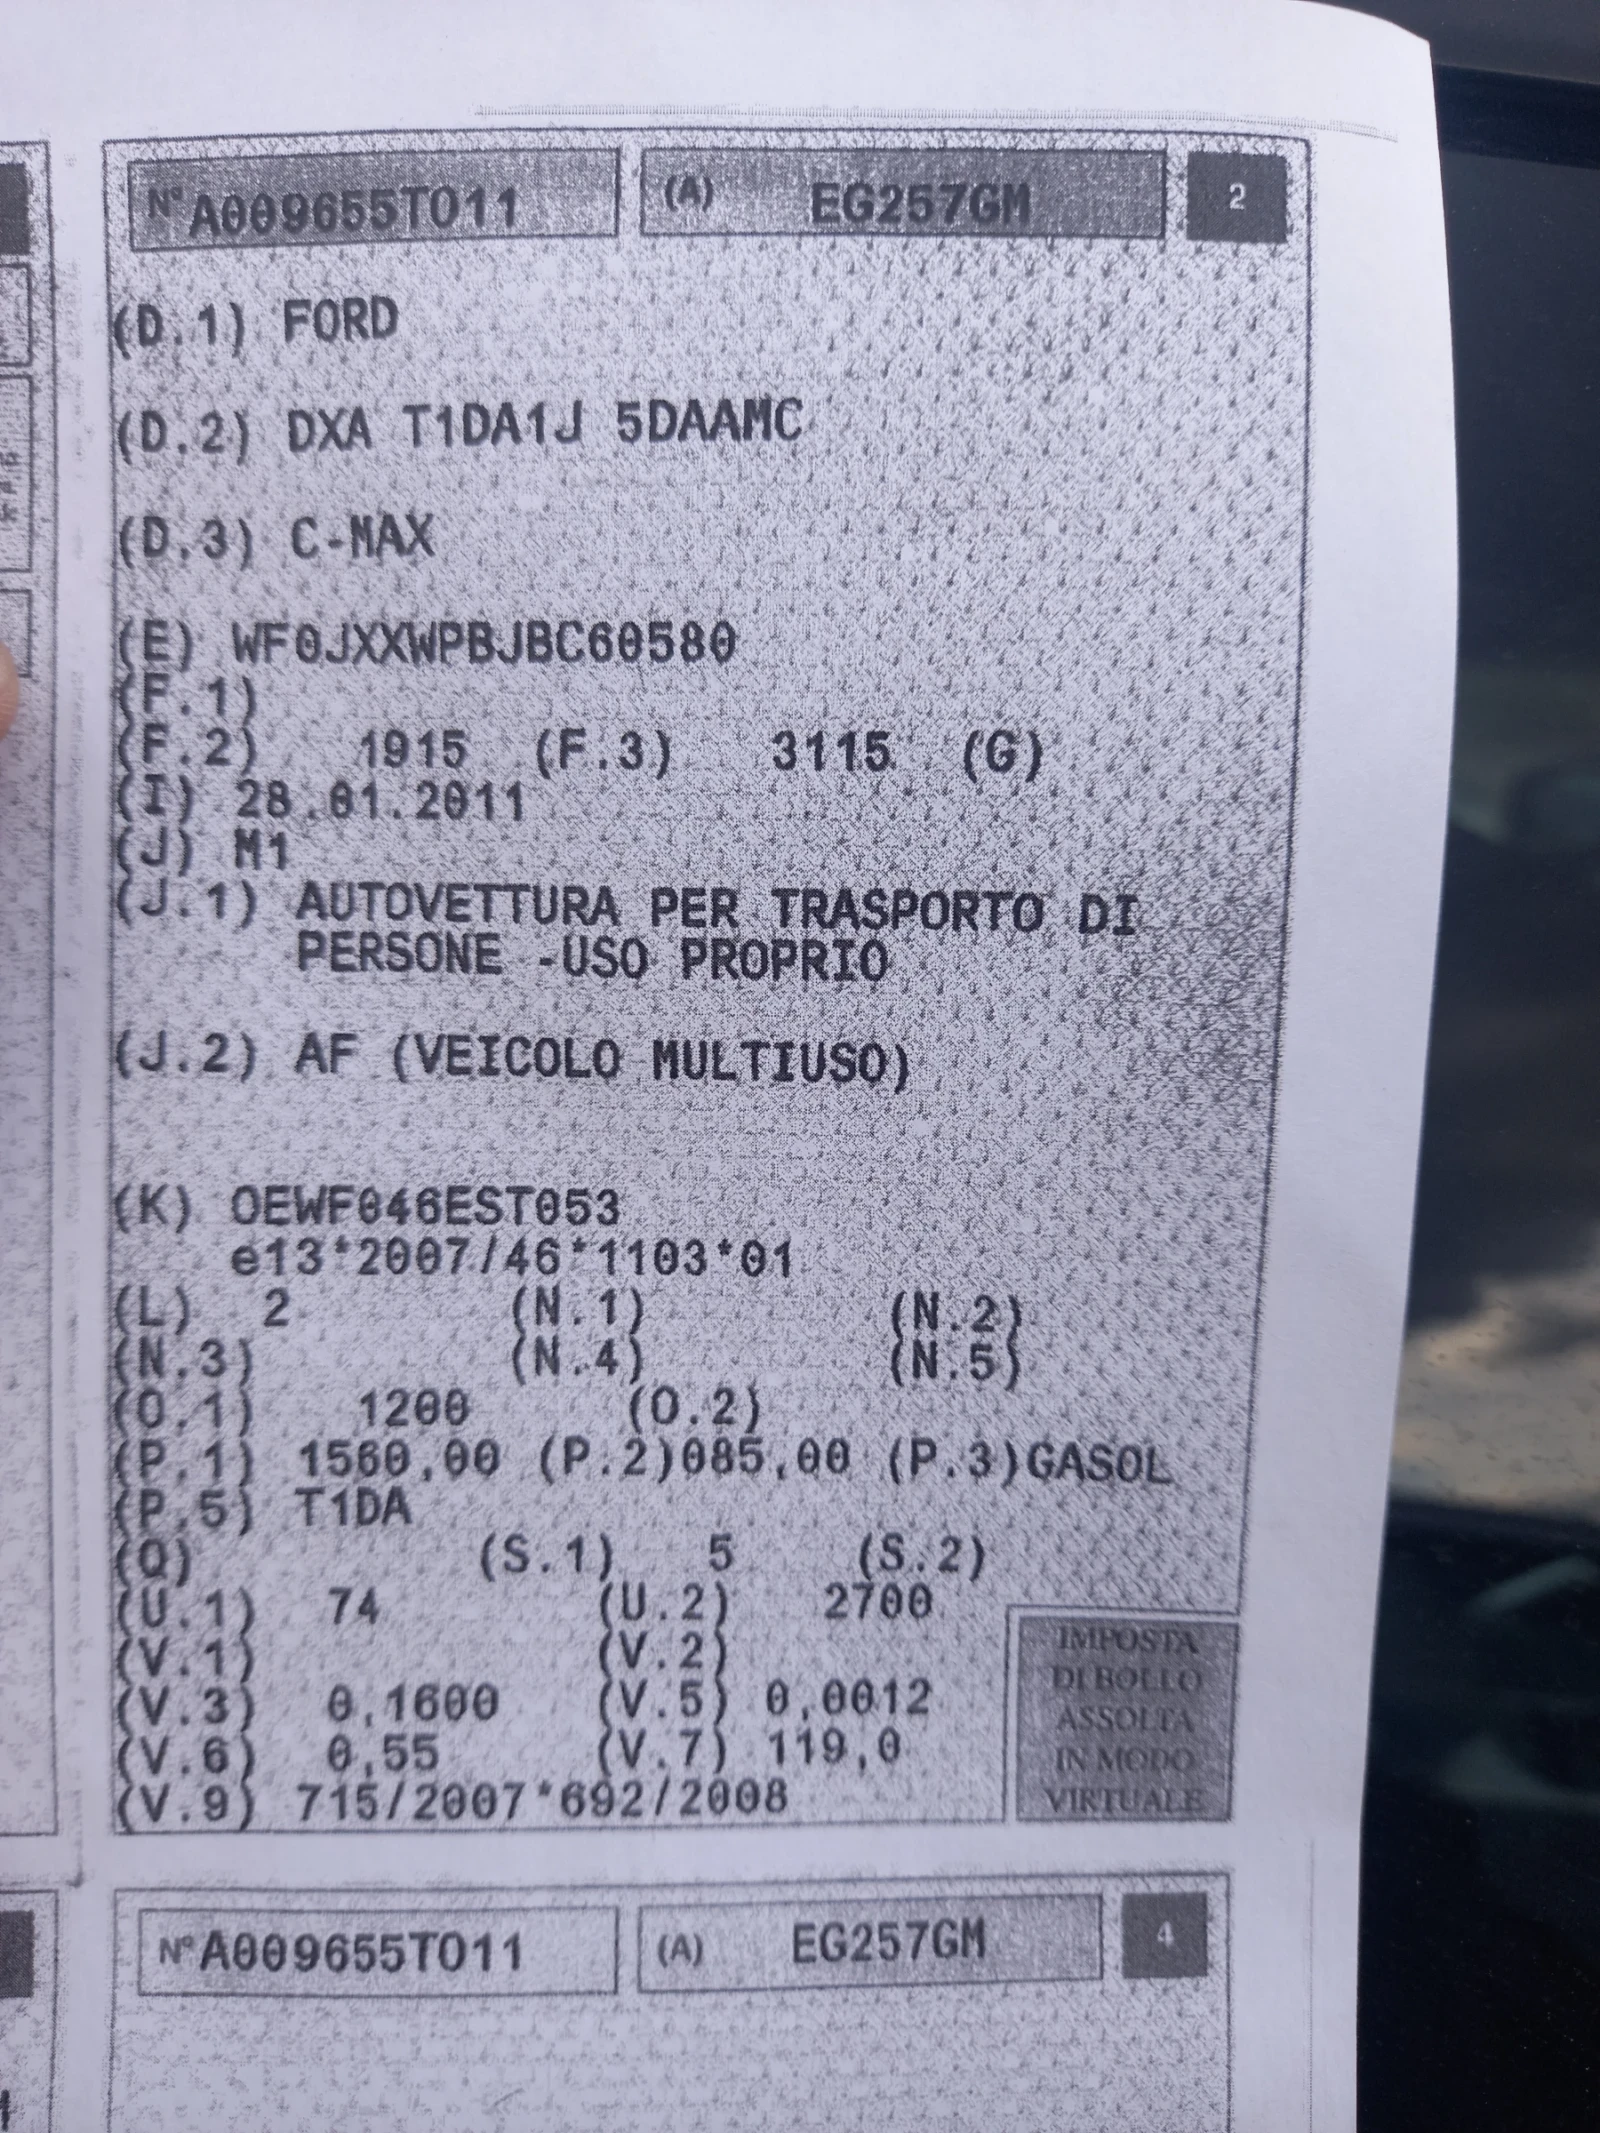 Nº A009655TO11 (A) EG257GM 2
(D.1) FORD
(D.2) DXA T1DA1J 5DAAMC
(D.3) C-MAX
(E) WF0JXXWPBJBC60580
(F.1)
(F.2) 1915 (F.3) 3115 (G)
(I) 28.01.2011
(J) M1
(J.1) AUTOVETTURA PER TRASPORTO DI
PERSONE -USO PROPRIO
(J.2) AF (VEICOLO MULTIUSO)
(K) OEWF046EST053
e13*2007/46*1103*01
(L) 2 (N.1) (N.2)
(N.3) (N.4) (N.5)
(O.1) 1200 (O.2)
(P.1) 1560,00 (P.2)085,00 (P.3)GASOL
(P.5) T1DA
(Q) (S.1) 5 (S.2)
(U.1) 74 (U.2) 2700
(V.1) (V.2)
(V.3) 0,1600 (V.5) 0,0012
(V.6) 0,55 (V.7) 119,0
(V.9) 715/2007*692/2008
IMPOSTA
DI BOLLO
ASSOLTA
IN MODO
VIRTUALE
Nº A009655TO11 (A) EG257GM 4